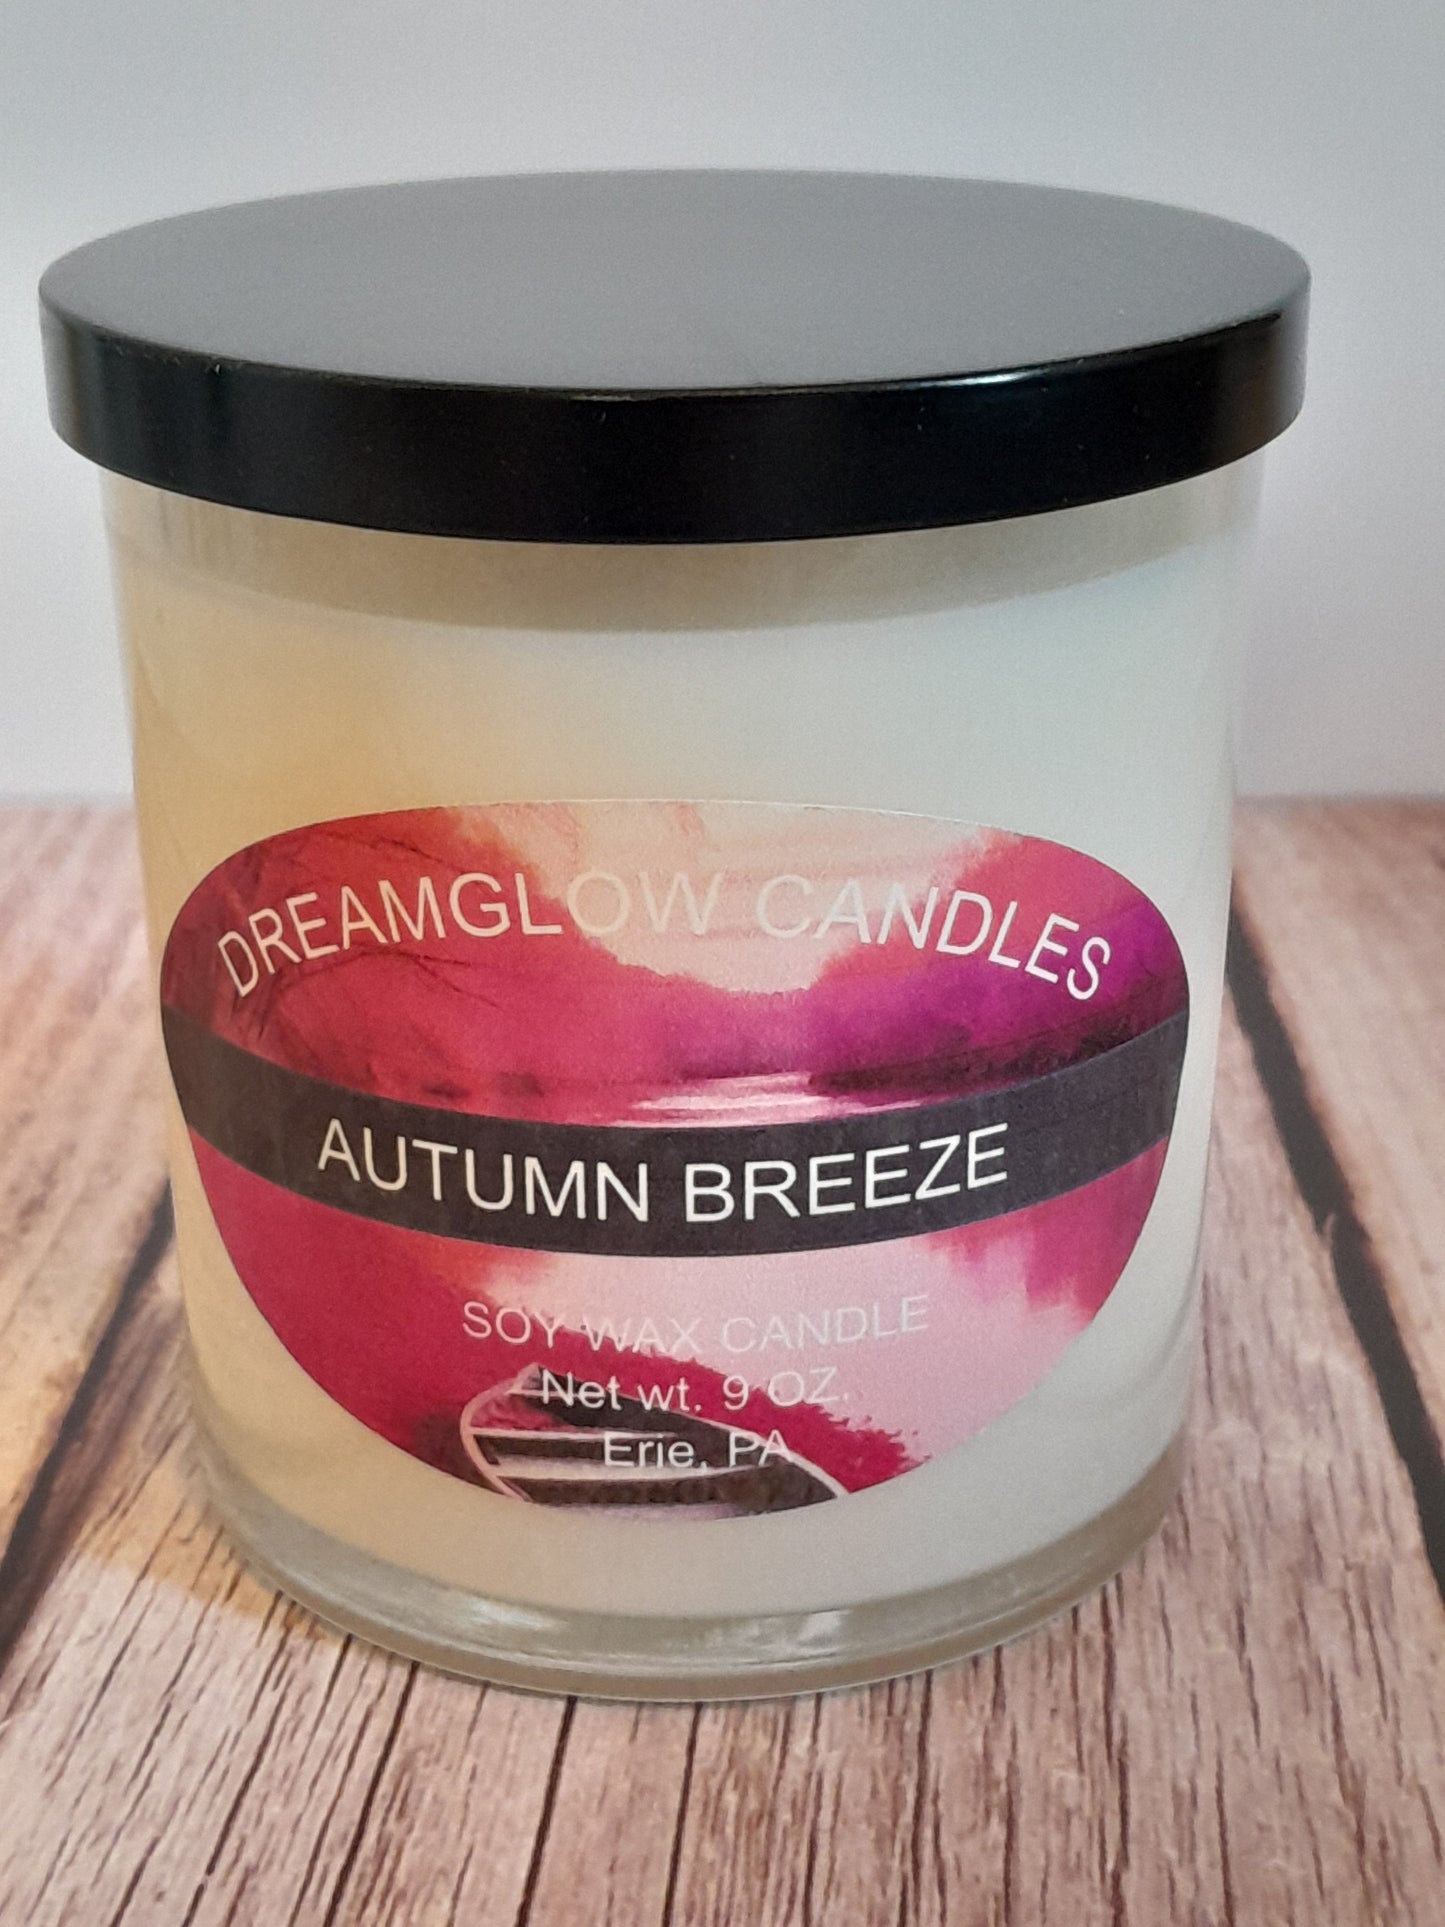 DREAMGLOW CANDLES
AUTUMN BREEZE
SOY WAX CANDLE
Net wt. 9 OZ.
Erie, PA